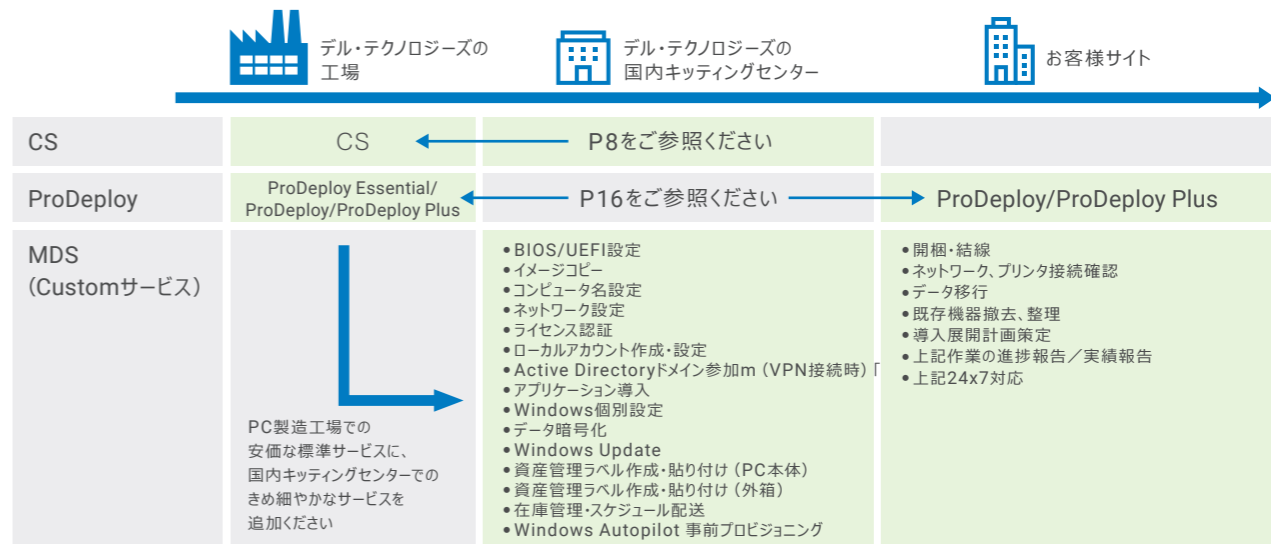 デル・テクノロジーズの
工場
デル・テクノロジーズの
国内キッティングセンター
お客様サイト
CS
CS
P8をご参照ください
ProDeploy
ProDeploy Essential/
ProDeploy/ProDeploy Plus
P16をご参照ください
ProDeploy/ProDeploy Plus
MDS
（Customサービス）
PC製造工場での
安価な標準サービスに、
国内キッティングセンターでの
きめ細やかなサービスを
追加ください
●BIOS/UEFI設定
●イメージコピー
●コンピュータ名設定
●ネットワーク設定
●ライセンス認証
●ローカルアカウント作成・設定
●Active Directoryドメイン参加m（VPN接続時）「
●アプリケーション導入
●Windows個別設定
●データ暗号化
●Windows Update
●資産管理ラベル作成・貼り付け（PC本体）
●資産管理ラベル作成・貼り付け（外箱）
●在庫管理・スケジュール配送
●Windows Autopilot 事前プロビジョニング
●開梱・結線
●ネットワーク、プリンタ接続確認
●データ移行
●既存機器撤去、整理
●導入展開計画策定
●上記作業の進捗報告／実績報告
●上記24x7対応